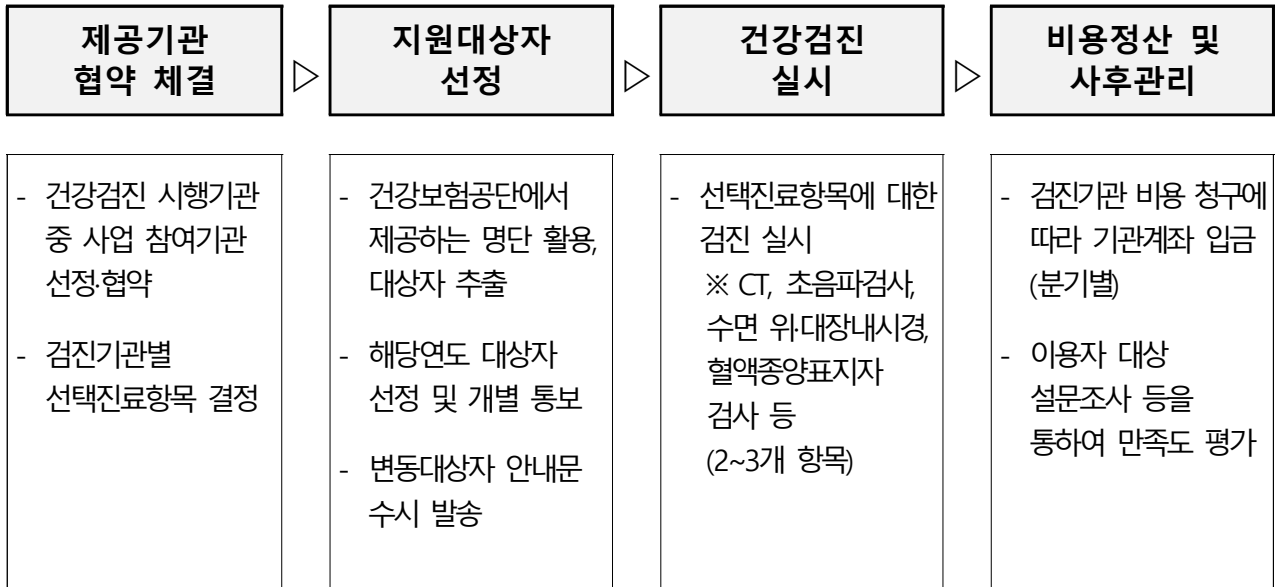 제공기관
협약 체결
▷
지원대상자
선정
▷
건강검진
실시
▷
비용정산 및
사후관리
- 건강검진 시행기관
중 사업 참여기관
선정·협약
- 검진기관별
선택진료항목 결정
- 건강보험공단에서
제공하는 명단 활용,
대상자 추출
- 해당연도 대상자
선정 및 개별 통보
- 변동대상자 안내문
수시 발송
- 선택진료항목에 대한
검진 실시
※ CT, 초음파검사,
수면 위·대장내시경,
혈액종양표지자
검사 등
(2~3개 항목)
- 검진기관 비용 청구에
따라 기관계좌 입금
(분기별)
- 이용자 대상
설문조사 등을
통하여 만족도 평가